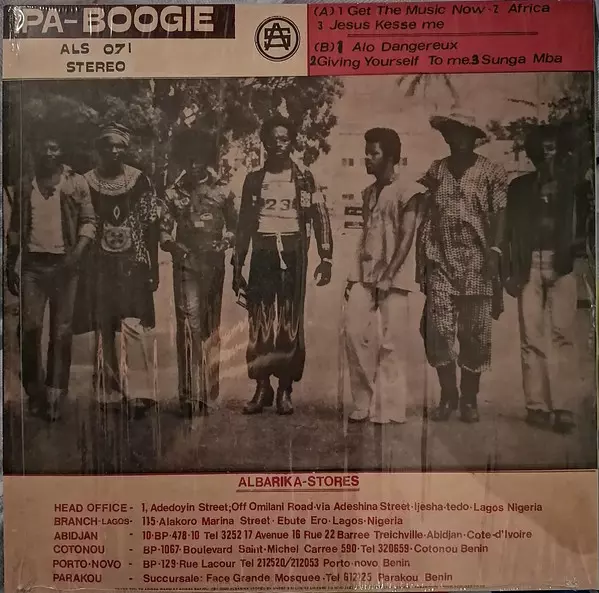 PA-BOOGIE
ALS 071
STEREO
(A) 1 Get The Music Now - 2 Africa
3 Jesus Kesse me
(B) 1 Alo Dangereux
2 Giving Yourself To me 3 Sunga Mba
23
ALBARIKA-STORES
HEAD OFFICE - 1, Adedoyin Street; Off Omilani Road-via Adeshina Street-Ijesha-tedo-Lagos Nigeria
BRANCH-LAGOS- 115-Alakoro Marina Street-Ebute Ero-Lagos-Nigeria
ABIDJAN - 10-BP-478-10 Tel 3252 17 Avenue 16 Rue 22 Barree Treichville-Abidjan-Cote-d'Ivoire
COTONOU - BP-1067-Boulevard Saint-Michel Carree 580-Tel 320659-Cotonou Benin
PORTO-NOVO - BP-129-Rue Lacour Tel 212520/212053 Porto-novo Benin
PARAKOU - Succursale: Face Grande Mosquee-Tel 612125 Parakou Benin